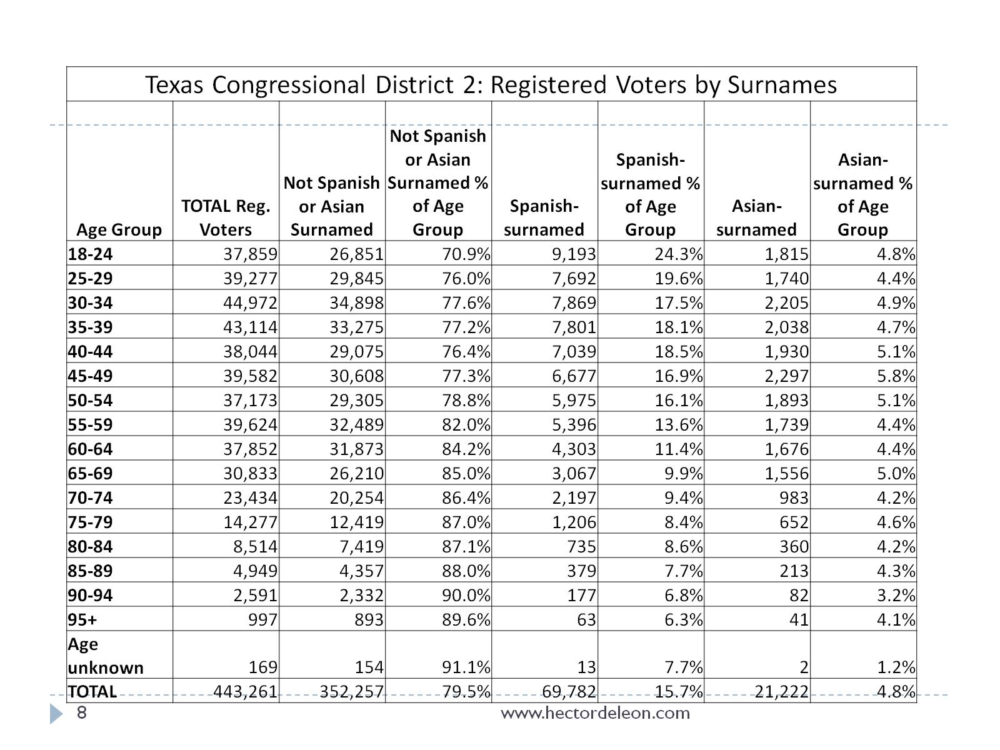 Texas Congressional District 2: Registered Voters by Surnames
Age Group
TOTAL Reg.
Voters
Not Spanish
or Asian
Surnamed
Not Spanish
or Asian
Surnamed %
of Age
Group
Spanish-
surnamed
Spanish-
surnamed %
of Age
Group
Asian-
surnamed
Asian-
surnamed %
of Age
Group
18-24 37,859 26,851 70.9% 9,193 24.3% 1,815 4.8%
25-29 39,277 29,845 76.0% 7,692 19.6% 1,740 4.4%
30-34 44,972 34,898 77.6% 7,869 17.5% 2,205 4.9%
35-39 43,114 33,275 77.2% 7,801 18.1% 2,038 4.7%
40-44 38,044 29,075 76.4% 7,039 18.5% 1,930 5.1%
45-49 39,582 30,608 77.3% 6,677 16.9% 2,297 5.8%
50-54 37,173 29,305 78.8% 5,975 16.1% 1,893 5.1%
55-59 39,624 32,489 82.0% 5,396 13.6% 1,739 4.4%
60-64 37,852 31,873 84.2% 4,303 11.4% 1,676 4.4%
65-69 30,833 26,210 85.0% 3,067 9.9% 1,556 5.0%
70-74 23,434 20,254 86.4% 2,197 9.4% 983 4.2%
75-79 14,277 12,419 87.0% 1,206 8.4% 652 4.6%
80-84 8,514 7,419 87.1% 735 8.6% 360 4.2%
85-89 4,949 4,357 88.0% 379 7.7% 213 4.3%
90-94 2,591 2,332 90.0% 177 6.8% 82 3.2%
95+ 997 893 89.6% 63 6.3% 41 4.1%
Age
unknown 169 154 91.1% 13 7.7% 2 1.2%
TOTAL 443,261 352,257 79.5% 69,782 15.7% 21,222 4.8%
8 www.hectordeleon.com